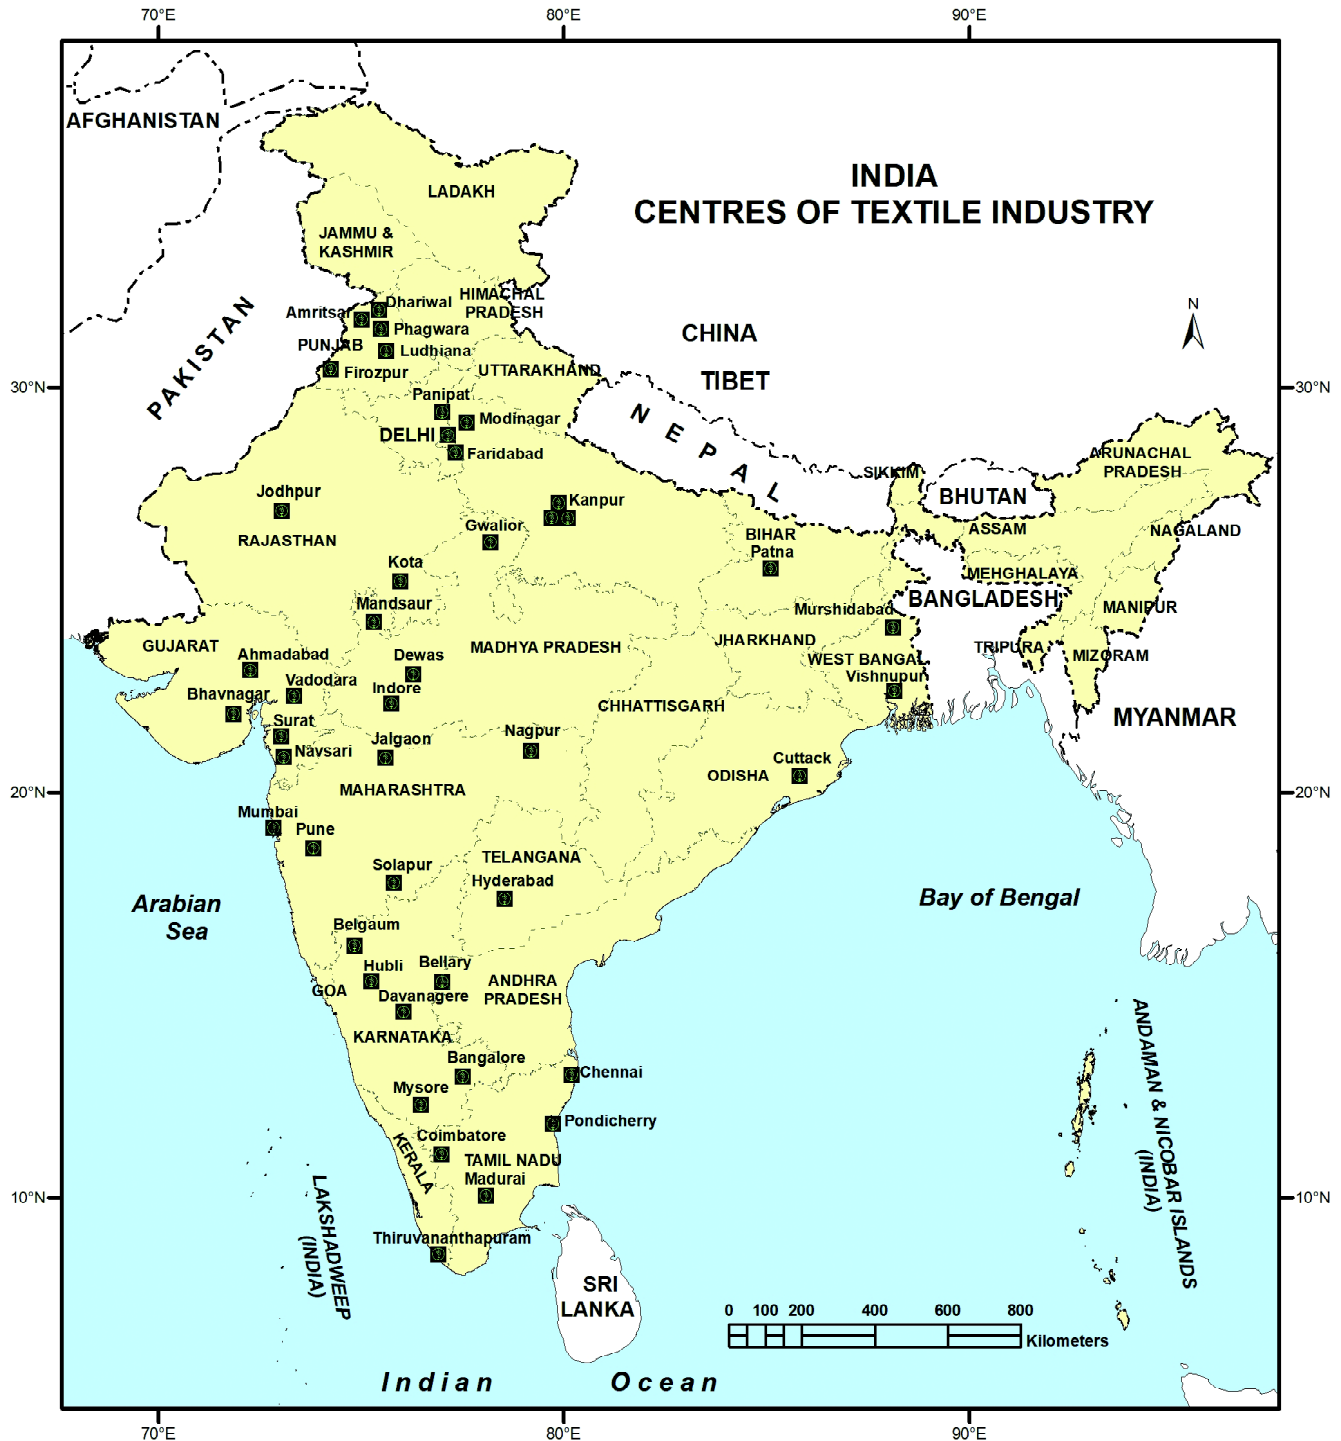 70°E
80°E
90°E
AFGHANISTAN
INDIA
CENTRES OF TEXTILE INDUSTRY
LADAKH
JAMMU &
KASHMIR
HIMACHAL
PRADESH
Dhariwal
Amritsar
Phagwara
PUNJAB
Ludhiana
Firozpur
PAKISTAN
CHINA
TIBET
N
UTTARAKHAND
30°N
30°N
Panipat
Modinagar
DELHI
Faridabad
NEPAL
SIKKIM
BHUTAN
ARUNACHAL
PRADESH
Jodhpur
RAJASTHAN
Kanpur
Gwalior
BIHAR
Patna
ASSAM
NAGALAND
Kota
MEHGHALAYA
Mandsaur
Murshidabad
BANGLADESH
MANIPUR
GUJARAT
Ahmadabad
Dewas
MADHYA PRADESH
JHARKHAND
TRIPURA
MIZORAM
WEST BANGAL
Vishnupur
Vadodara
Bhavnagar
Indore
CHHATTISGARH
MYANMAR
Surat
Navsari
Jalgaon
Nagpur
Cuttack
ODISHA
20°N
20°N
MAHARASHTRA
Mumbai
Pune
Solapur
TELANGANA
Hyderabad
Arabian
Sea
Bay of Bengal
Belgaum
Hubli
Bellary
GOA
Davanagere
ANDHRA
PRADESH
KARNATAKA
Bangalore
Chennai
Mysore
Pondicherry
Coimbatore
KERALA
TAMIL NADU
Madurai
10°N
10°N
ANDAMAN & NICOBAR ISLANDS
(INDIA)
LAKSHADWEEP
(INDIA)
Thiruvananthapuram
SRI
LANKA
0 100 200 400 600 800
Kilometers
Indian Ocean
70°E
80°E
90°E